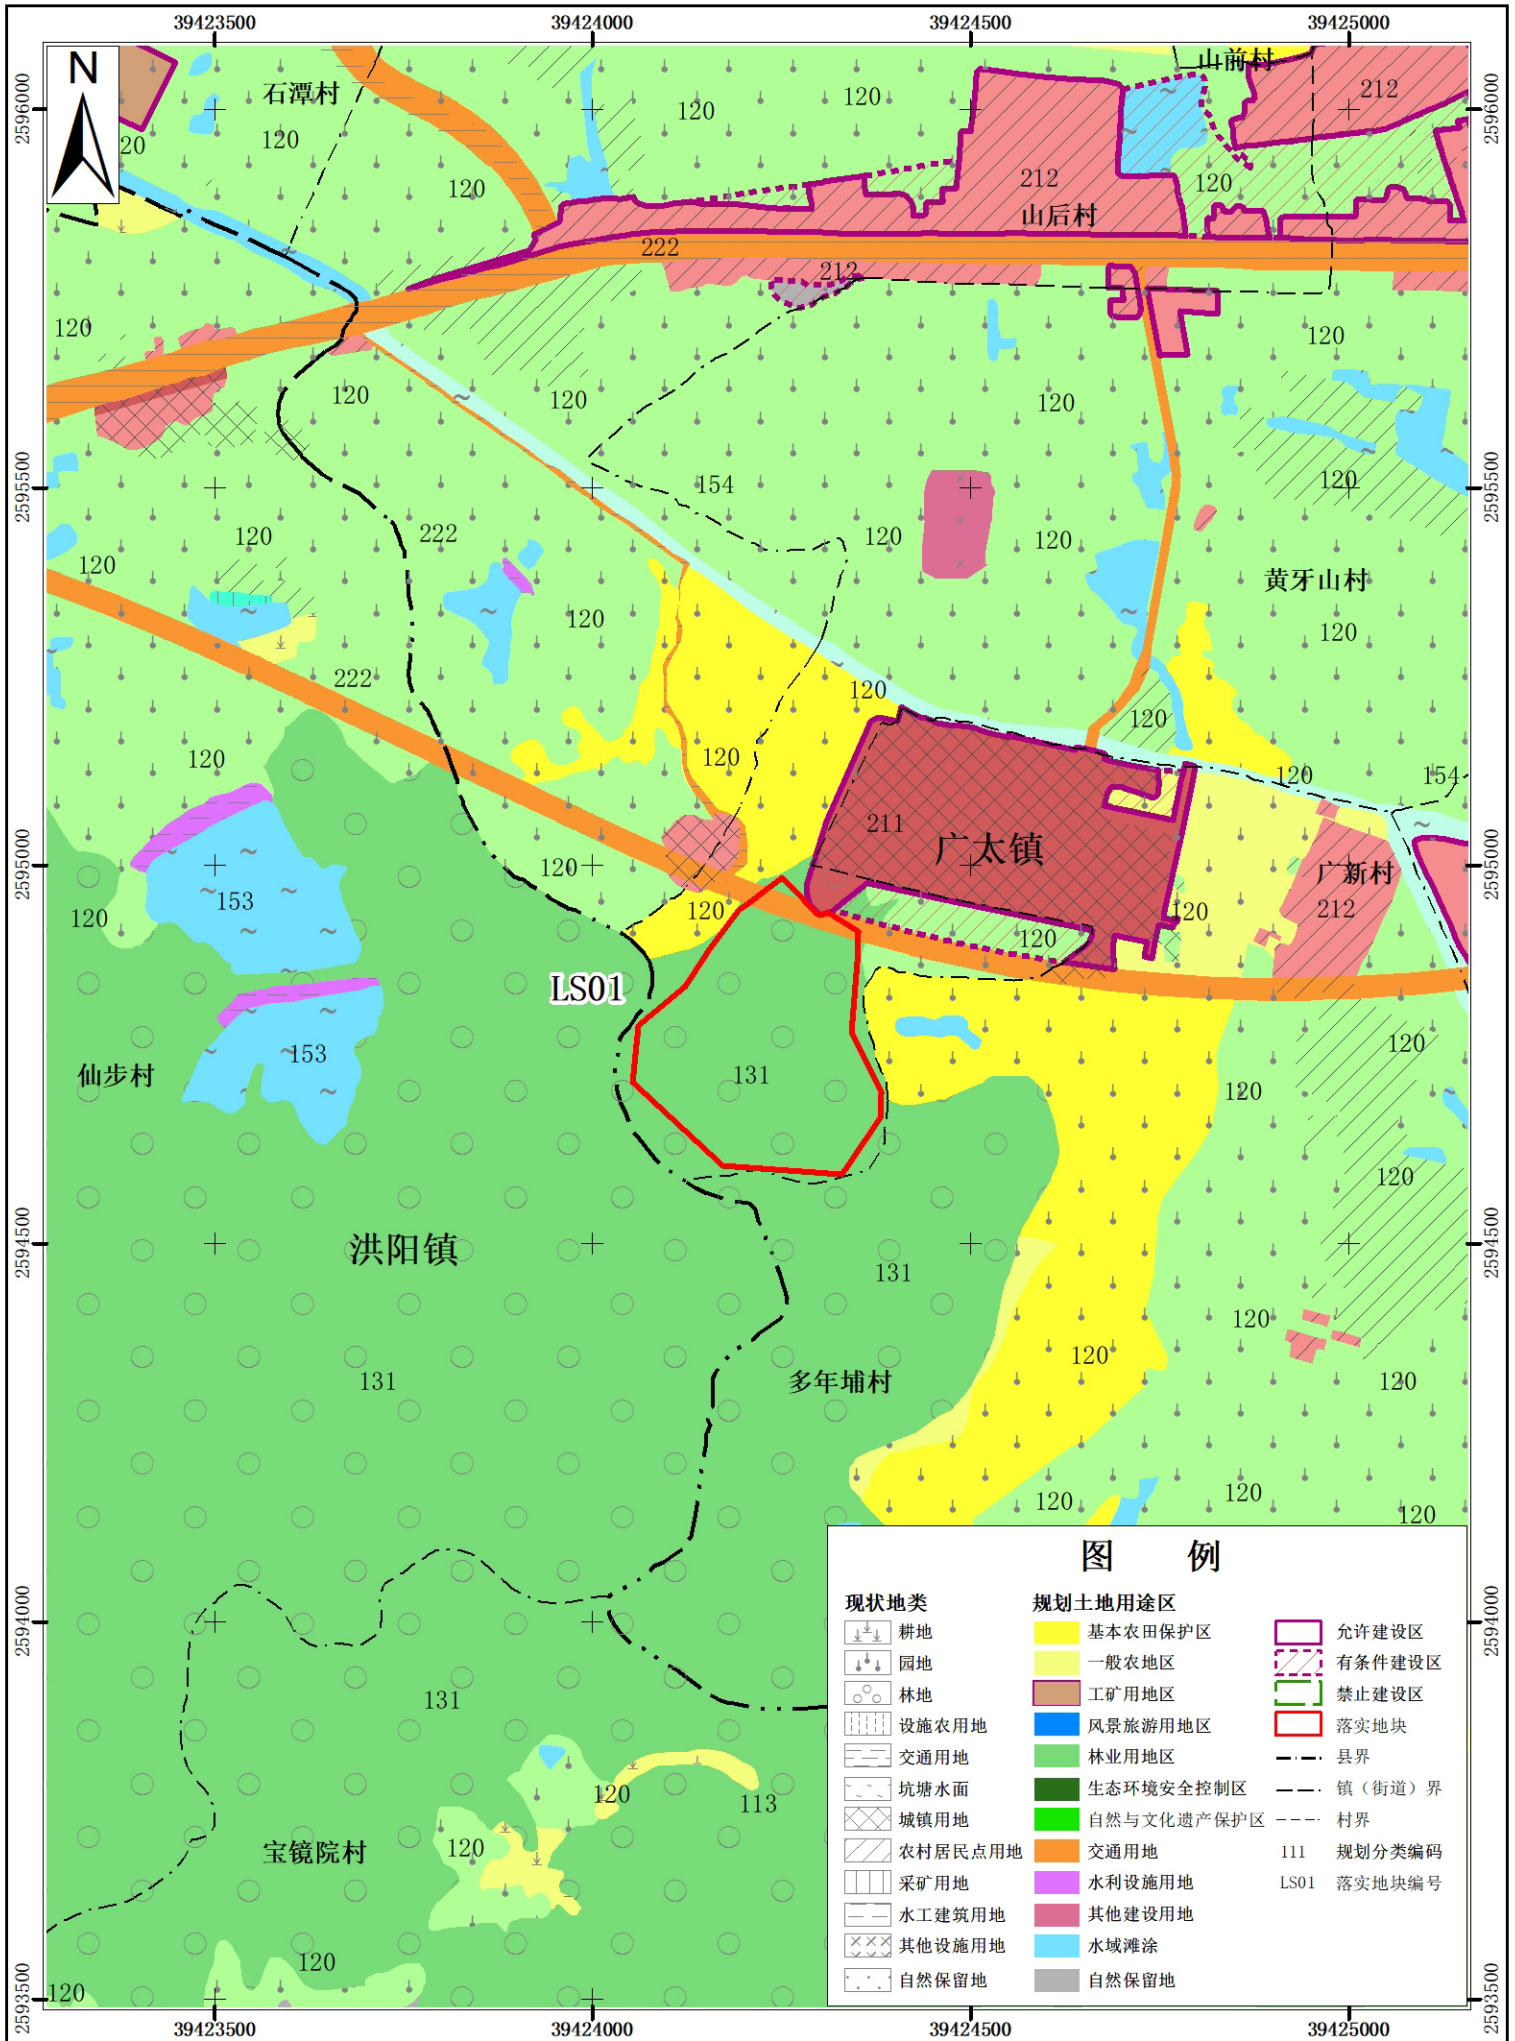 39423500 39424000 39424500 39425000
N
山前村
石潭村
212
2596000
2596000
120
120
120
20
120
120
212
120
山后村
222
212
120
120
120
120
120
154
120
2595500
2595500
120
222
120
120
120
黄牙山村
120
120
222
120
120
120
120
120
154
211
广太镇
120
2595000
2595000
广新村
153
120
120
120
212
120
LS01
153
120
仙步村
131
120
120
2594500
2594500
洪阳镇
131
120
120
131
多年埔村
120
120
120
120
图 例
现状地类 规划土地用途区
耕地 基本农田保护区 允许建设区
园地 一般农地区 有条件建设区
林地 工矿用地区 禁止建设区
设施农用地 风景旅游用地区 落实地块
交通用地 林业用地区 县界
坑塘水面 生态环境安全控制区 镇（街道）界
城镇用地 自然与文化遗产保护区 村界
农村居民点用地 交通用地 111 规划分类编码
采矿用地 水利设施用地 LS01 落实地块编号
水工建筑用地 其他建设用地
其他设施用地 水域滩涂
自然保留地 自然保留地
2594000
2594000
131
120
113
宝镜院村
120
120
120
2593500
2593500
39423500 39424000 39424500 39425000